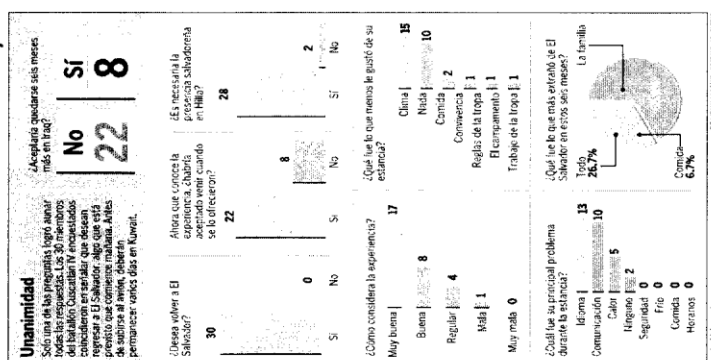 Unanimidad
Solo una de las preguntas logró aunar
todas las respuestas. Los 30 miembros
del batallón Cuscatlán IV encuestados
coincidieron en señalar que desean
regresar a El Salvador, algo que está
previsto que comience mañana. Antes
de subirse al avión, deberán
permanecer varios días en Kuwait.
¿Aceptaría quedarse seis meses
más en Iraq?
No Sí
22 8
¿Desea volver a El
Salvador?
30
0
Sí No
Ahora que conoce la
experiencia, ¿habría
aceptado venir cuando
se lo ofrecieron?
22
8
Sí No
¿Es necesaria la
presencia salvadoreña
en Hilla?
28
2
Sí No
¿Cómo considera la experiencia?
Muy buena 17
Buena 8
Regular 4
Mala 1
Muy mala 0
¿Qué fue lo que menos le gustó de su
estancia?
Clima 15
Nada 10
Comida 2
Convivencia 1
Reglas de la tropa 1
El campamento 1
Trabajo de la tropa 1
¿Cuál fue su principal problema
durante la estancia?
Idioma 13
Comunicación 10
Calor 5
Ninguno 2
Seguridad 0
Frío 0
Comida 0
Horarios 0
¿Qué fue lo que más extrañó de El
Salvador en estos seis meses?
Todo
26.7%
La familia
Comida
6.7%